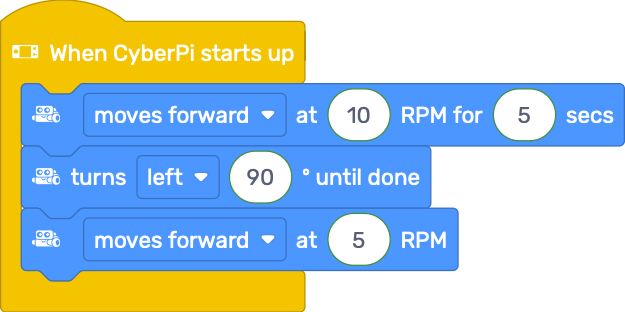 When CyberPi starts up
moves forward at 10 RPM for 5 secs
turns left 90 ° until done
moves forward at 5 RPM